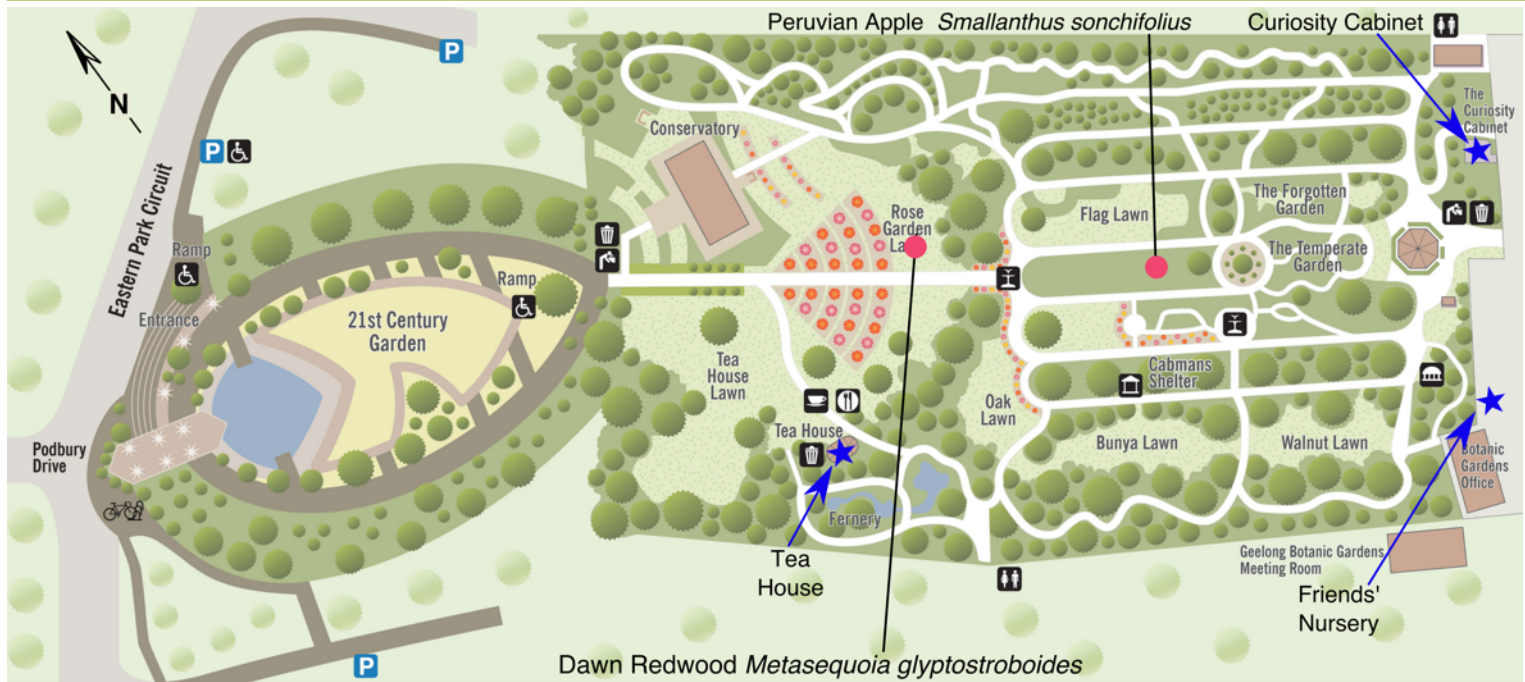 Peruvian Apple Smallanthus sonchifolius
Curiosity Cabinet
P
N
The
Curiosity
Cabinet
Conservatory
P
Eastern Park Circuit
The Forgotten
Garden
Rose
Garden
La
Flag Lawn
Ramp
The Temperate
Garden
Ramp
Entrance
21st Century
Garden
Tea
House
Lawn
Cabmans
Shelter
Oak
Lawn
Tea House
Bunya Lawn
Walnut Lawn
Podbury
Drive
Botanic
Gardens
Office
Fernery
Geelong Botanic Gardens
Meeting Room
Tea
House
Friends'
Nursery
P
Dawn Redwood Metasequoia glyptostroboides